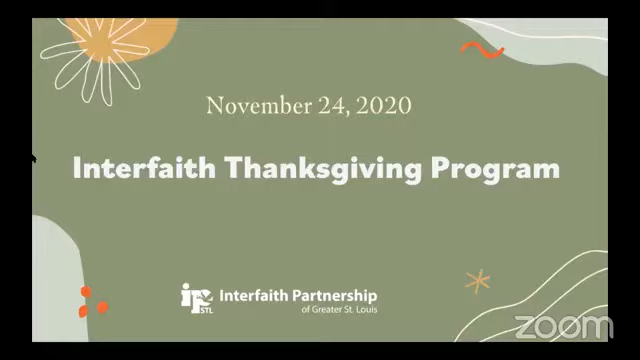 November 24, 2020
Interfaith Thanksgiving Program
ip STL Interfaith Partnership
of Greater St. Louis
zoom